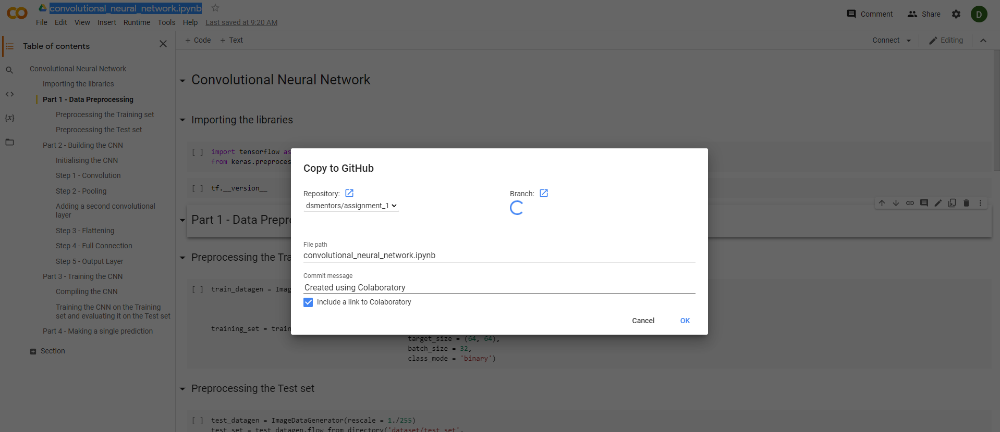 convolutional_neural_network.ipynb
File Edit View Insert Runtime Tools Help Last saved at 9:20 AM
Comment Share D
Table of contents
Convolutional Neural Network
Importing the libraries
Part 1 - Data Preprocessing
Preprocessing the Training set
Preprocessing the Test set
Part 2 - Building the CNN
Initialising the CNN
Step 1 - Convolution
Step 2 - Pooling
Adding a second convolutional
layer
Step 3 - Flattening
Step 4 - Full Connection
Step 5 - Output Layer
Part 3 - Training the CNN
Compiling the CNN
Training the CNN on the Training
set and evaluating it on the Test set
Part 4 - Making a single prediction
Section
+ Code + Text
Connect Editing
Convolutional Neural Network
Importing the libraries
[ ] import tensorflow as
from keras.preproces
[ ] tf.__version__
Part 1 - Data Prepr
Preprocessing the Tra
[ ] train_datagen = Imag
training_set = train
target_size = (64, 64),
batch_size = 32,
class_mode = 'binary')
Preprocessing the Test set
[ ] test_datagen = ImageDataGenerator(rescale = 1./255)
test_set = test_datagen.flow_from_directory('dataset/test_set',
Copy to GitHub
Repository: Branch:
dsmentors/assignment_1
File path
convolutional_neural_network.ipynb
Commit message
Created using Colaboratory
Include a link to Colaboratory
Cancel OK